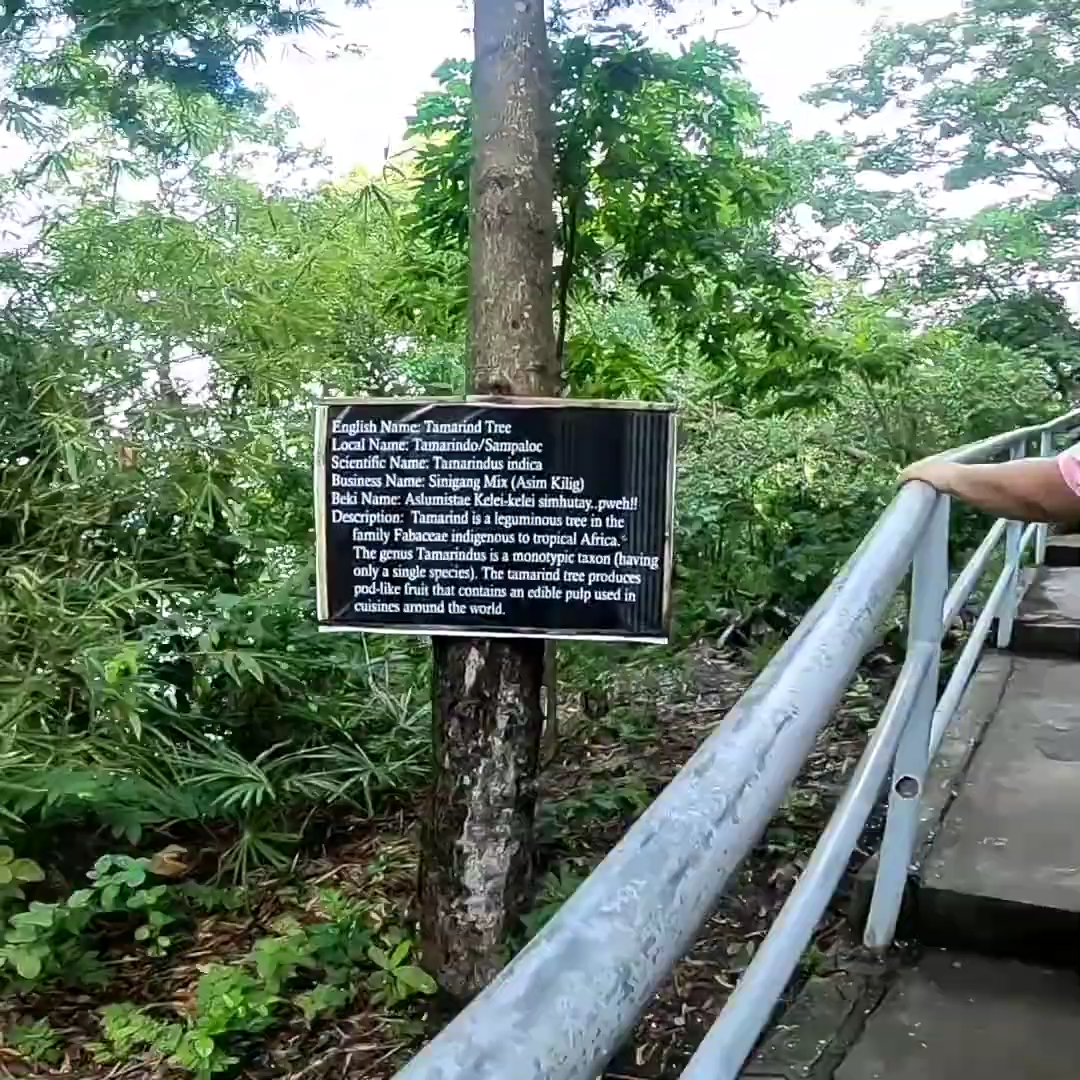 English Name: Tamarind Tree
Local Name: Tamarindo/Sampaloc
Scientific Name: Tamarindus indica
Business Name: Sinigang Mix (Asim Kilig)
Beki Name: Aslumistae Kelei-kelei simhutay..pweh!!
Description: Tamarind is a leguminous tree in the
family Fabaceae indigenous to tropical Africa.
The genus Tamarindus is a monotypic taxon (having
only a single species). The tamarind tree produces
pod-like fruit that contains an edible pulp used in
cuisines around the world.